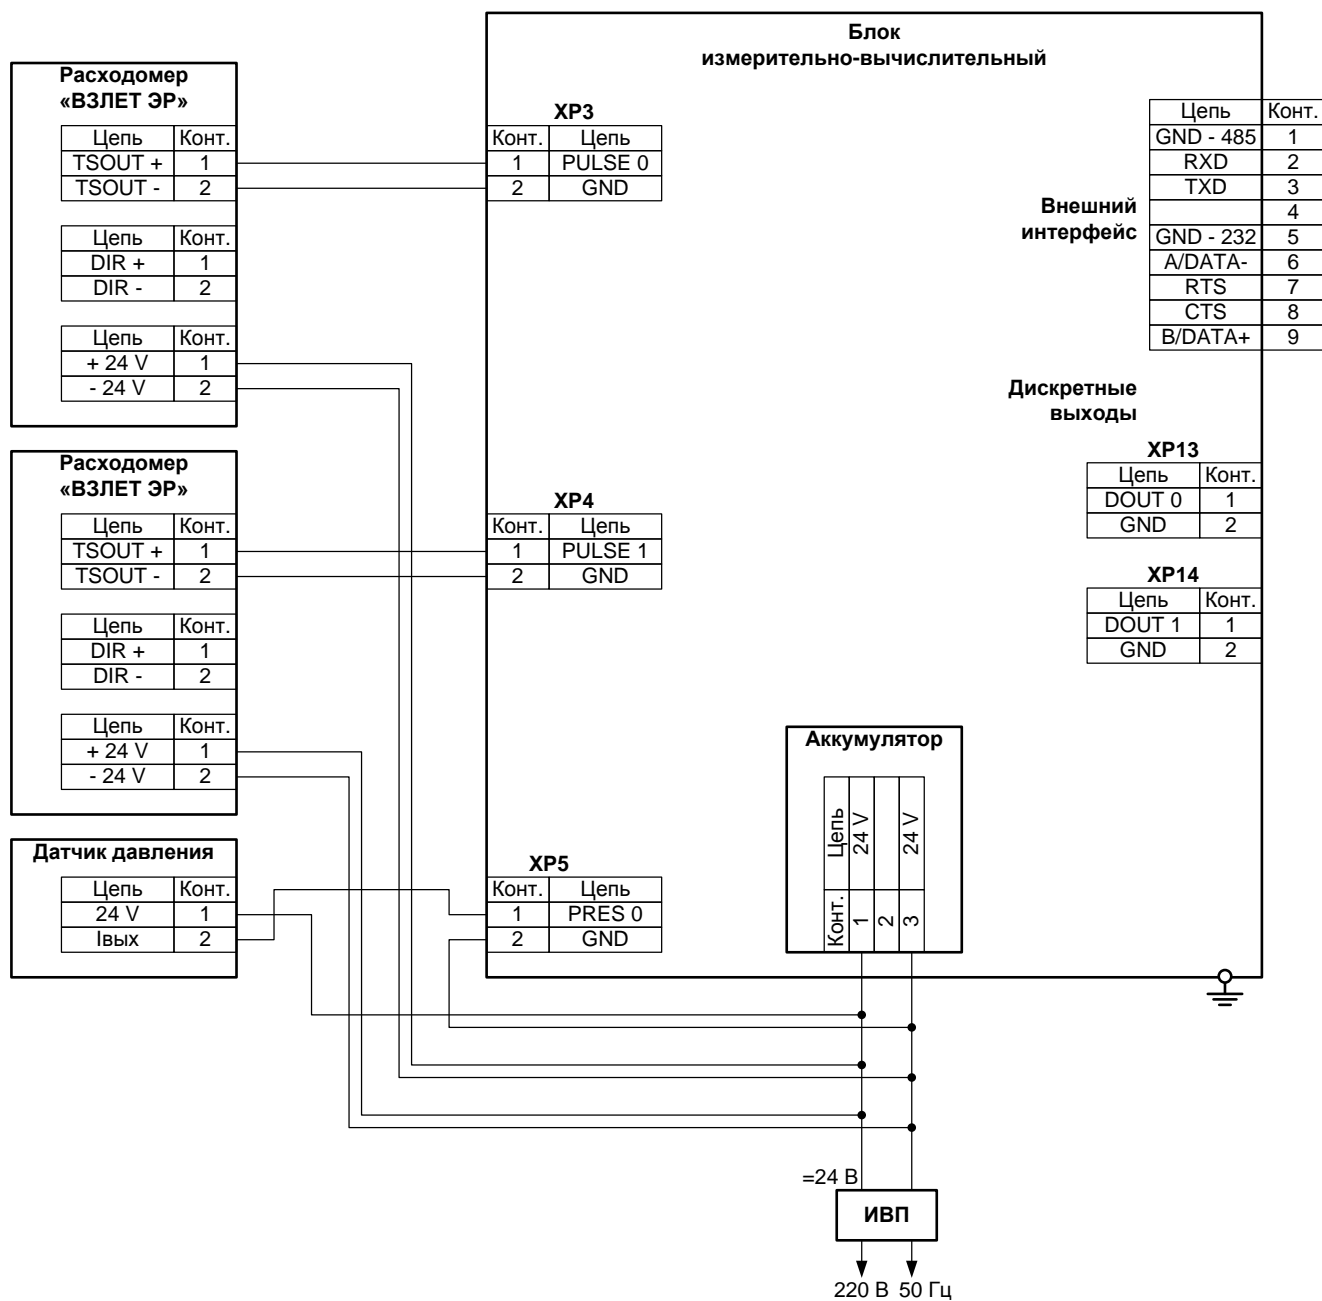 Блок
измерительно-вычислительный
Расходомер
«ВЗЛЕТ ЭР»
Цепь Конт.
TSOUT + 1
TSOUT - 2
Цепь Конт.
DIR + 1
DIR - 2
Цепь Конт.
+ 24 V 1
- 24 V 2
XP3
Конт. Цепь
1 PULSE 0
2 GND
Внешний
интерфейс
Цепь Конт.
GND - 485 1
RXD 2
TXD 3
4
GND - 232 5
A/DATA- 6
RTS 7
CTS 8
B/DATA+ 9
Дискретные
выходы
XP13
Цепь Конт.
DOUT 0 1
GND 2
XP14
Цепь Конт.
DOUT 1 1
GND 2
Расходомер
«ВЗЛЕТ ЭР»
Цепь Конт.
TSOUT + 1
TSOUT - 2
Цепь Конт.
DIR + 1
DIR - 2
Цепь Конт.
+ 24 V 1
- 24 V 2
XP4
Конт. Цепь
1 PULSE 1
2 GND
Датчик давления
Цепь Конт.
24 V 1
Iвых 2
XP5
Конт. Цепь
1 PRES 0
2 GND
Аккумулятор
Конт. Цепь
1 24 V
2
3 24 V
=24 В
ИВП
220 В 50 Гц